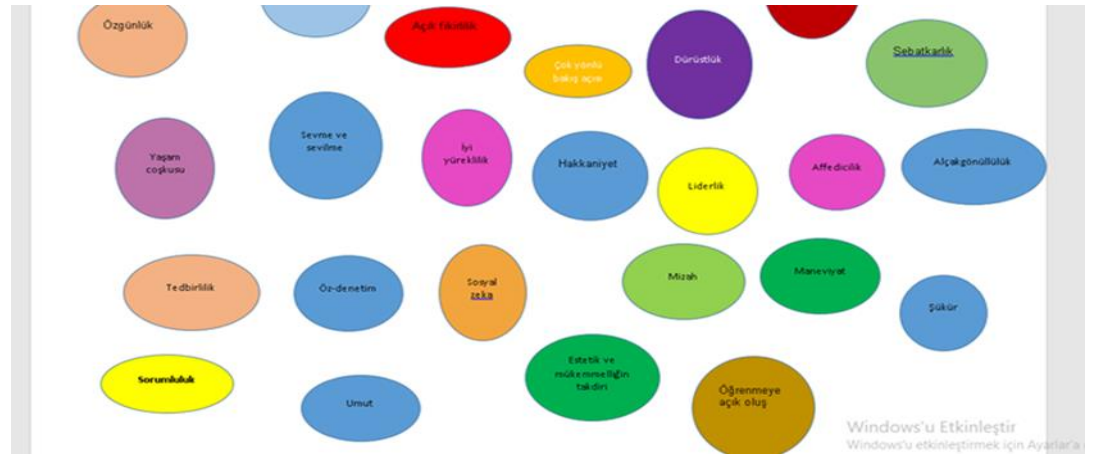 Özgünlük
Açık fikirlilik
Çok yönlü
bakış açısı
Dürüstlük
Sebatkarlık
Yaşam
coşkusu
Sevme ve
sevilme
İyi
yüreklilik
Hakkaniyet
Liderlik
Affedicilik
Alçakgönüllülük
Tedbirlilik
Öz-denetim
Sosyal
zeka
Mizah
Maneviyat
Şükür
Sorumluluk
Umut
Estetik ve
mükemmelliğin
takdiri
Öğrenmeye
açık oluş
Windows'u Etkinleştir
Windows'u etkinleştirmek için Ayarlar'a